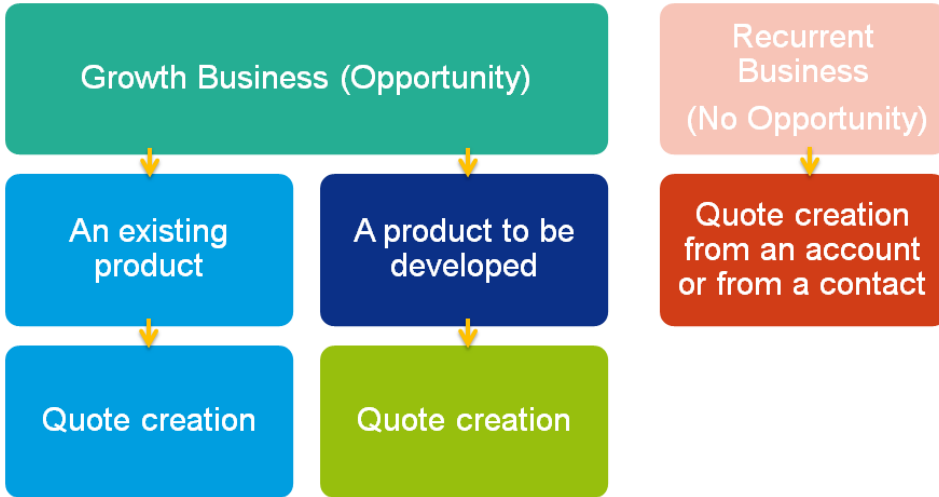 Growth Business (Opportunity)
Recurrent
Business
(No Opportunity)
An existing
product
A product to be
developed
Quote creation
from an account
or from a contact
Quote creation
Quote creation